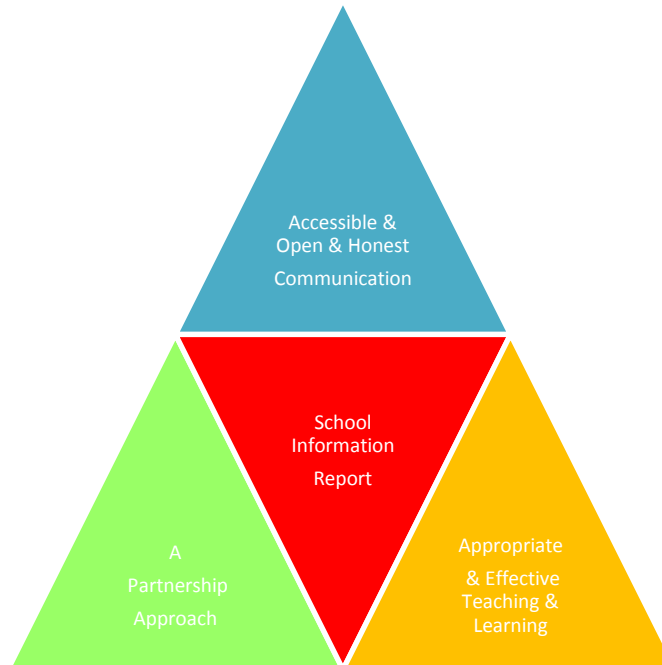 Accessible &
Open & Honest
Communication
School
Information
Report
A
Partnership
Approach
Appropriate
& Effective
Teaching &
Learning